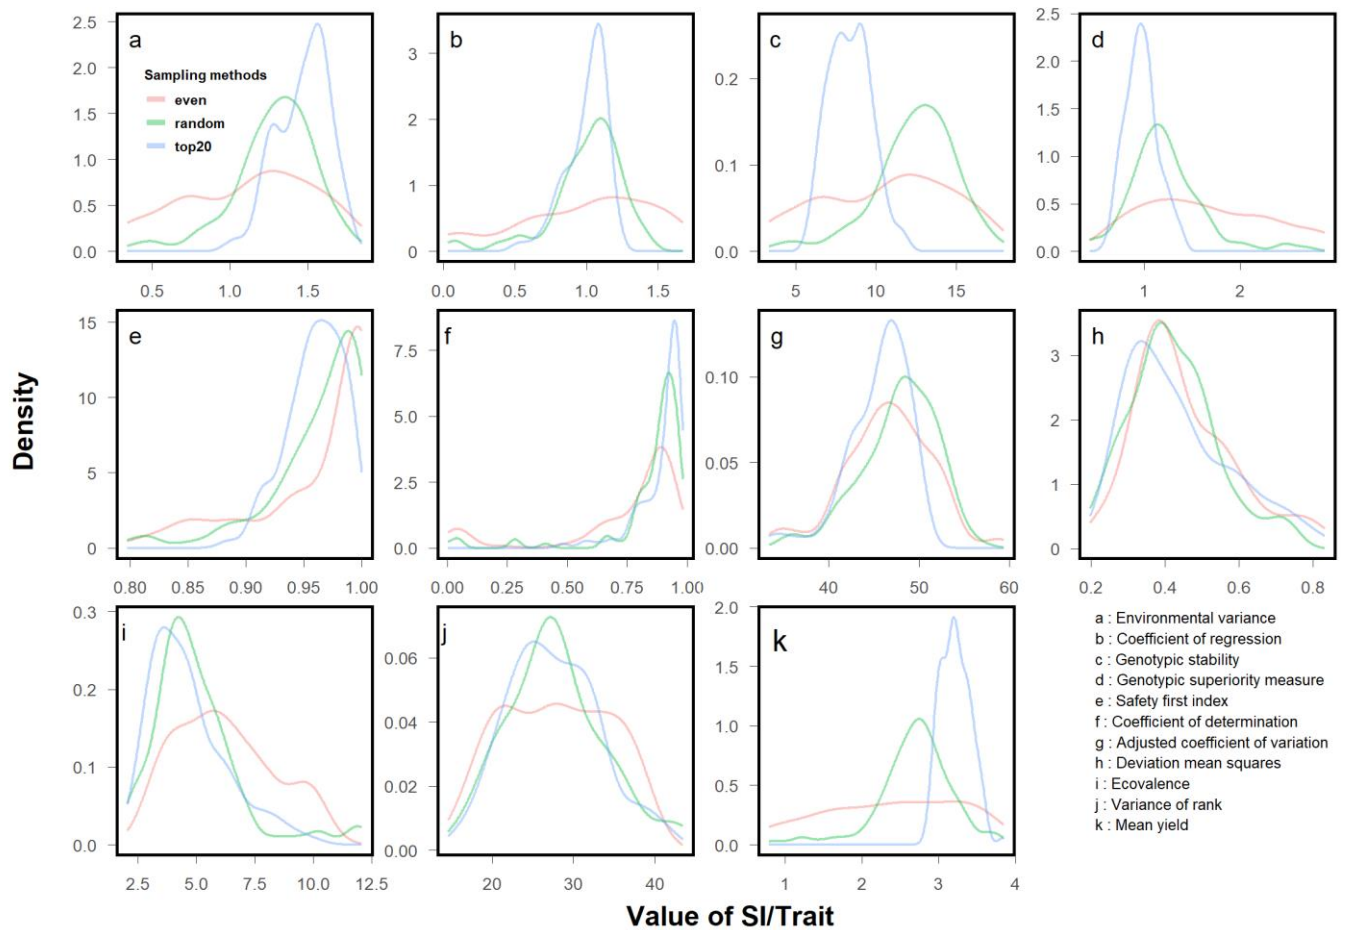 a
Sampling methods
even
random
top20
2.5
2.0
1.5
1.0
0.5
0.0
0.5 1.0 1.5
b
3
2
1
0
0.0 0.5 1.0 1.5
c
0.2
0.1
0.0
5 10 15
d
2.5
2.0
1.5
1.0
0.5
0.0
1 2
e
15
10
5
0
0.80 0.85 0.90 0.95 1.00
f
7.5
5.0
2.5
0.0
0.00 0.25 0.50 0.75 1.00
g
0.10
0.05
0.00
40 50 60
h
3
2
1
0
0.2 0.4 0.6 0.8
i
0.3
0.2
0.1
0.0
2.5 5.0 7.5 10.0 12.5
j
0.06
0.04
0.02
0.00
20 30 40
k
2.0
1.5
1.0
0.5
0.0
1 2 3 4
a : Environmental variance
b : Coefficient of regression
c : Genotypic stability
d : Genotypic superiority measure
e : Safety first index
f : Coefficient of determination
g : Adjusted coefficient of variation
h : Deviation mean squares
i : Ecovalence
j : Variance of rank
k : Mean yield
Density
Value of SI/Trait